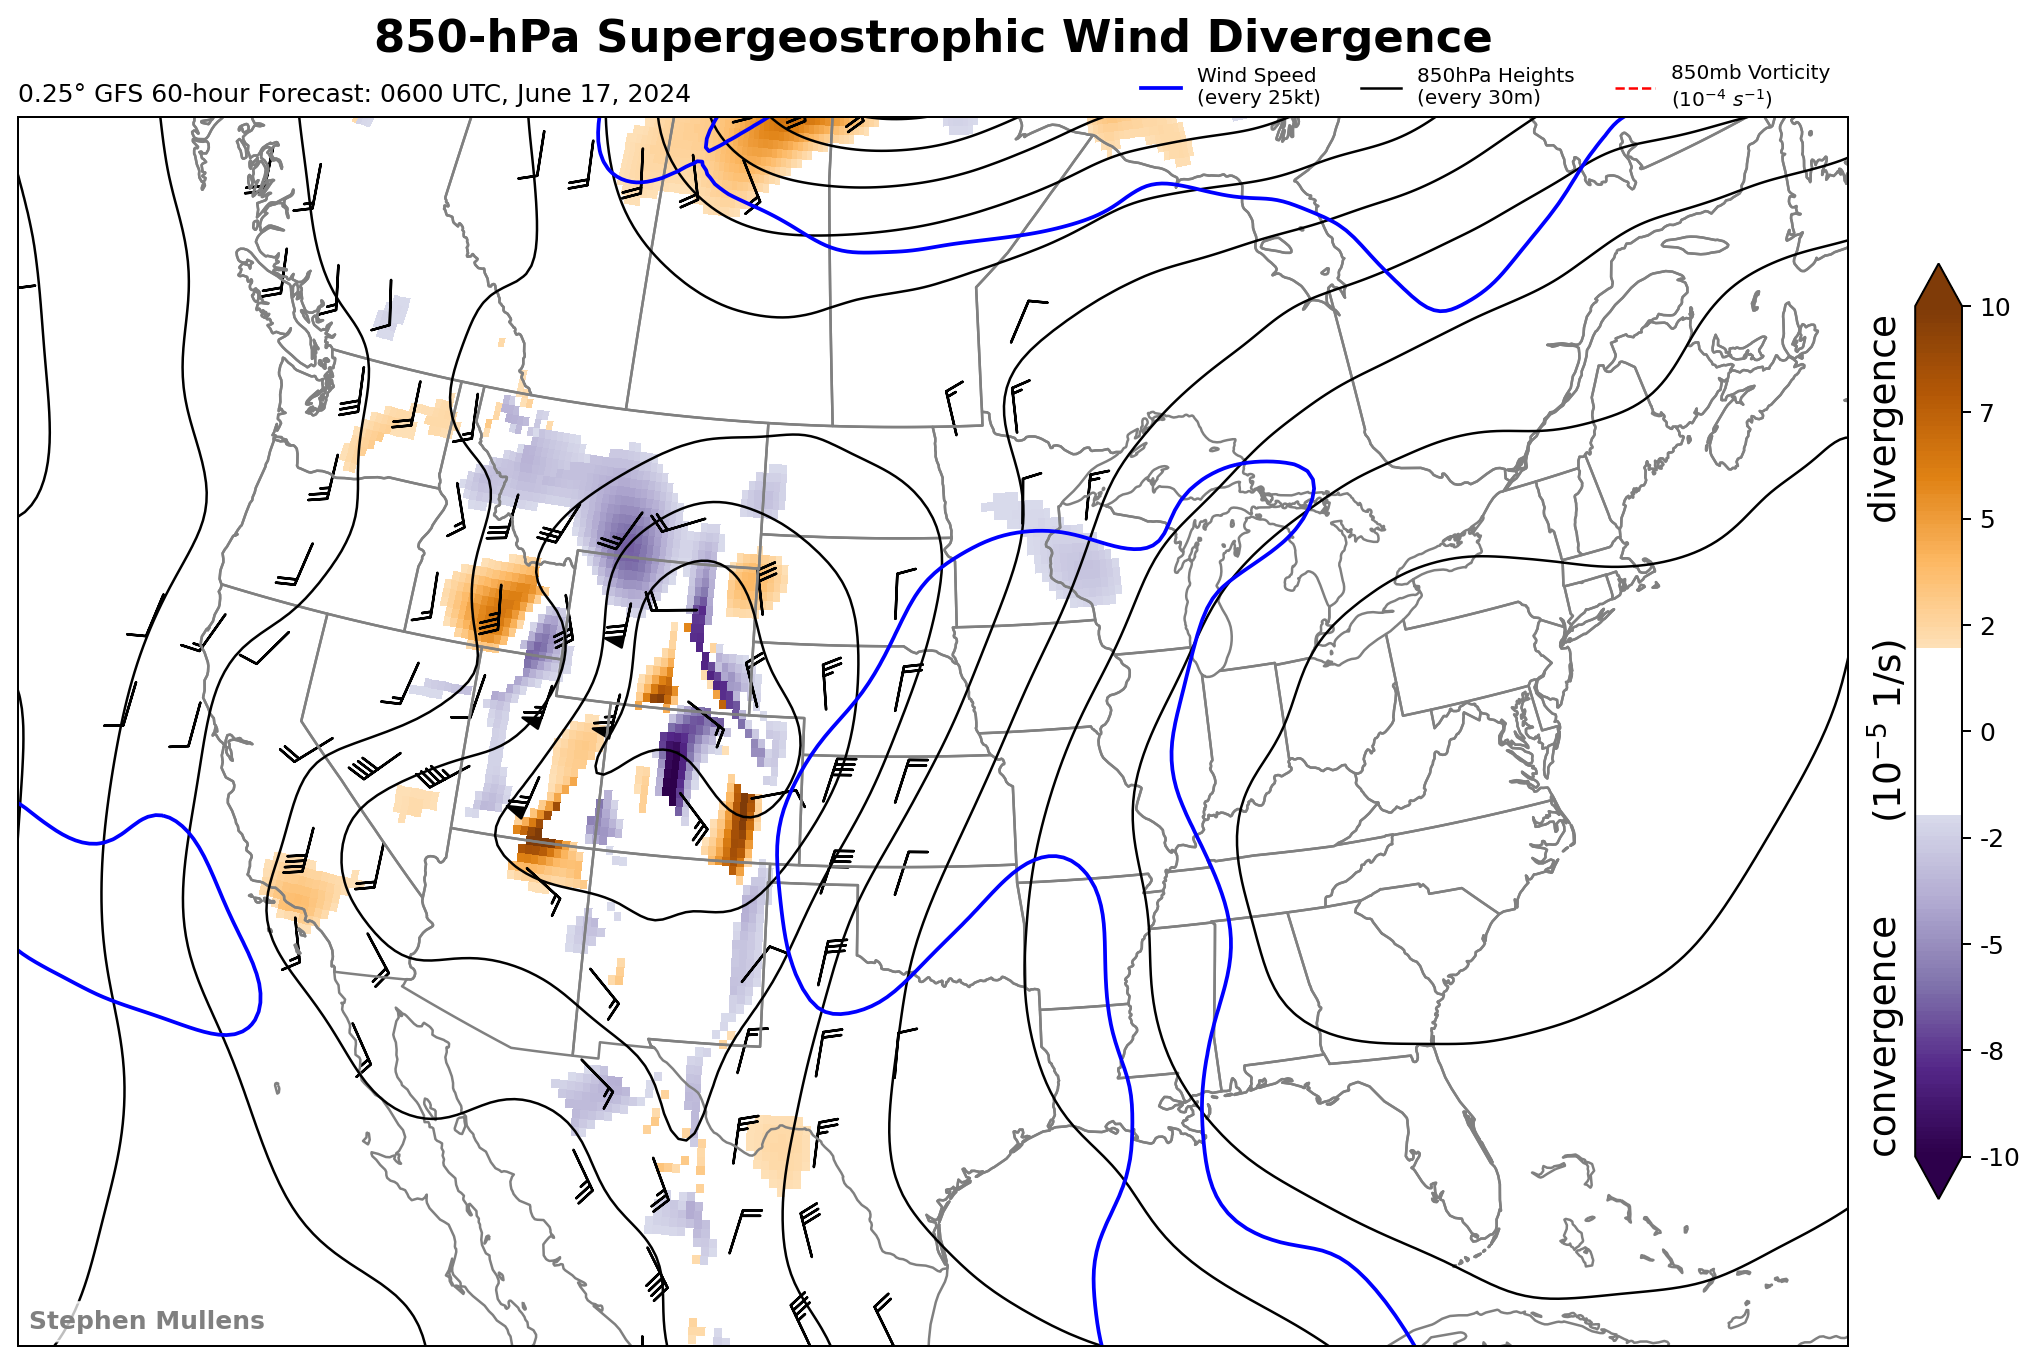 850-hPa Supergeostrophic Wind Divergence
0.25° GFS 60-hour Forecast: 0600 UTC, June 17, 2024
Wind Speed
(every 25kt)
850hPa Heights
(every 30m)
850mb Vorticity
(10⁻⁴ s⁻¹)
10
7
5
2
0
-2
-5
-8
-10
convergence (10⁻⁵ 1/s) divergence
Stephen Mullens